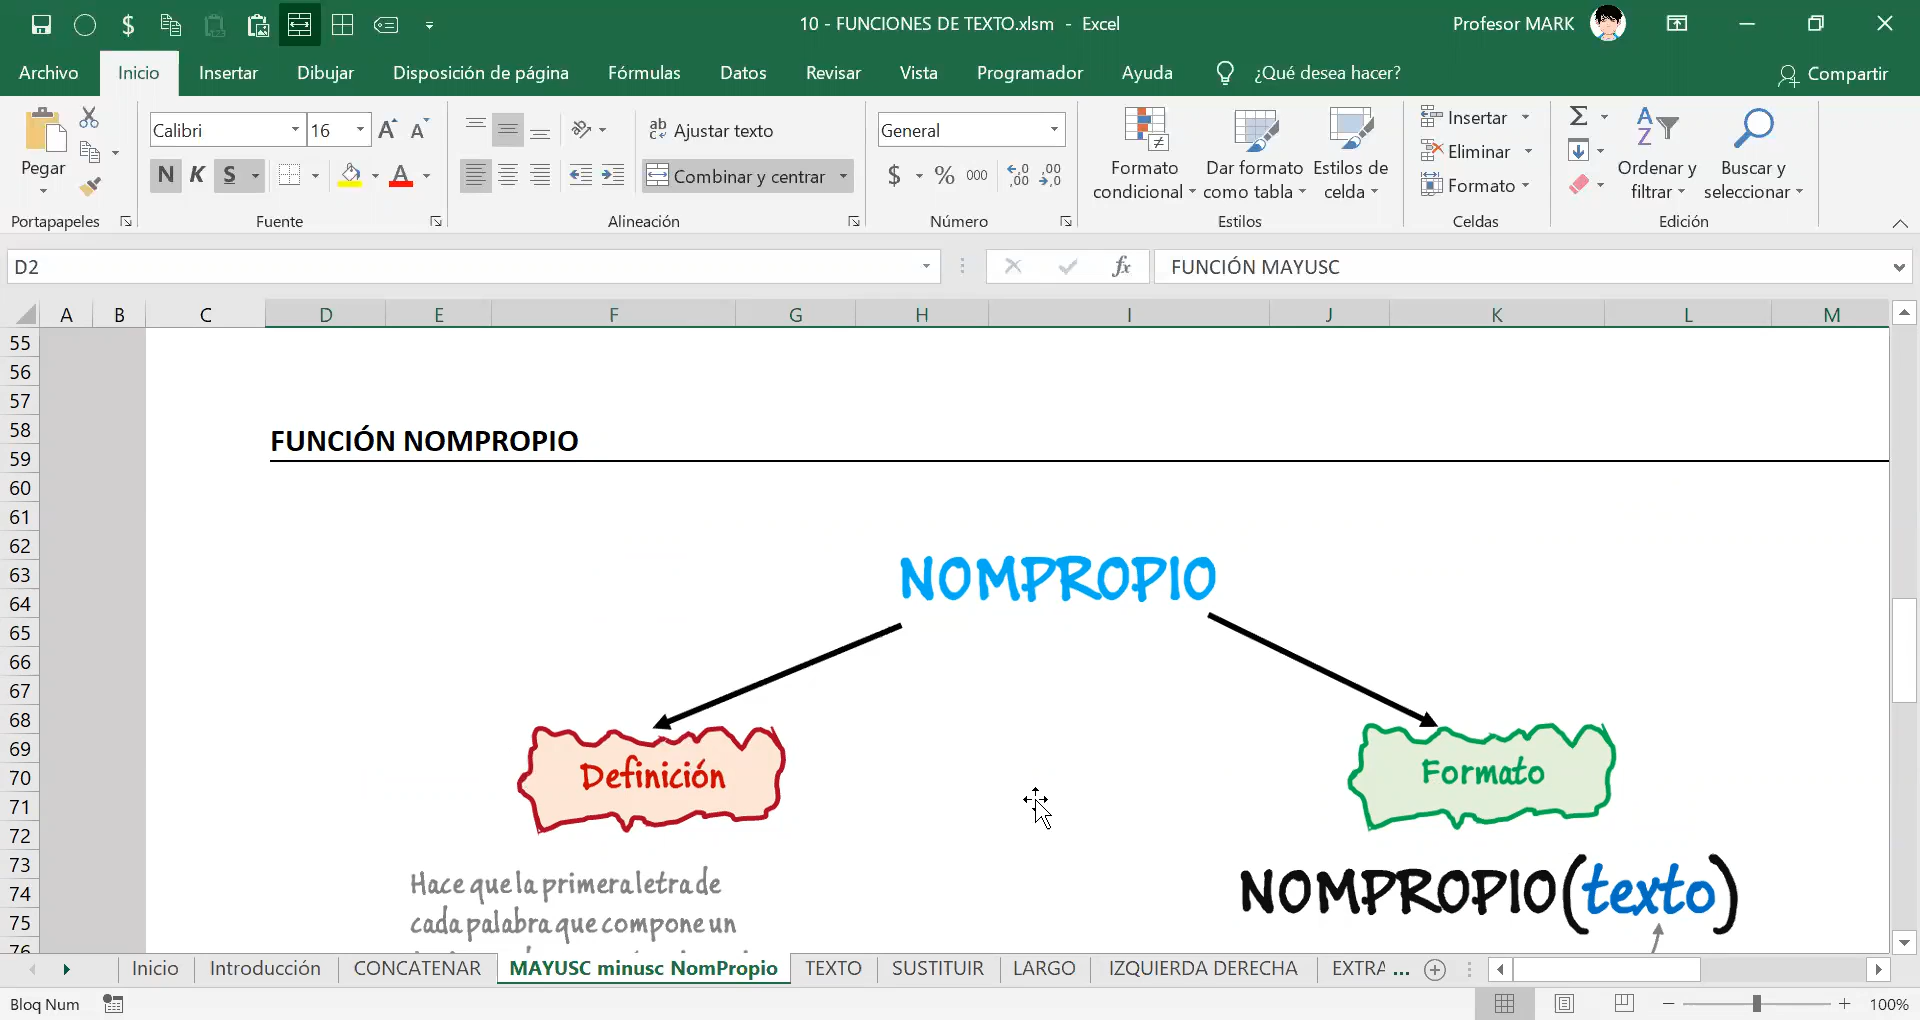 10 - FUNCIONES DE TEXTO.xlsm - Excel
Profesor MARK
Archivo Inicio Insertar Dibujar Disposición de página Fórmulas Datos Revisar Vista Programador Ayuda ¿Qué desea hacer? Compartir
Pegar
Portapapeles
Calibri 16
N K S
Fuente
Ajustar texto
Combinar y centrar
Alineación
General
$ % 000
Número
Formato condicional
Dar formato como tabla
Estilos de celda
Estilos
Insertar
Eliminar
Formato
Celdas
Ordenar y filtrar
Buscar y seleccionar
Edición
D2
fx
FUNCIÓN MAYUSC
A B C D E F G H I J K L M
55
56
57
58
59
60
61
62
63
64
65
66
67
68
69
70
71
72
73
74
75
76
FUNCIÓN NOMPROPIO
NOMPROPIO
Definición
Formato
Hace que la primera letra de
cada palabra que compone un
NOMPROPIO(texto)
Inicio Introducción CONCATENAR MAYUSC minusc NomPropio TEXTO SUSTITUIR LARGO IZQUIERDA DERECHA EXTRA ...
Bloq Num
100%